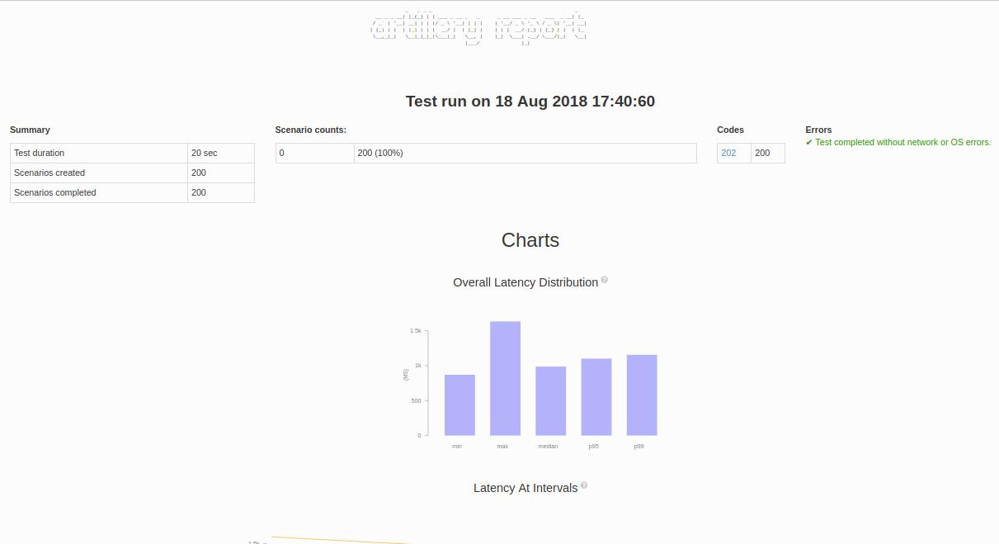 Test run on 18 Aug 2018 17:40:60
Summary
Test duration 20 sec
Scenarios created 200
Scenarios completed 200
Scenario counts:
0 200 (100%)
Codes
202 200
Errors
✔ Test completed without network or OS errors.
Charts
Overall Latency Distribution ?
1.5k
1k
500
0
(MS)
min max median p95 p99
Latency At Intervals ?
1.5k